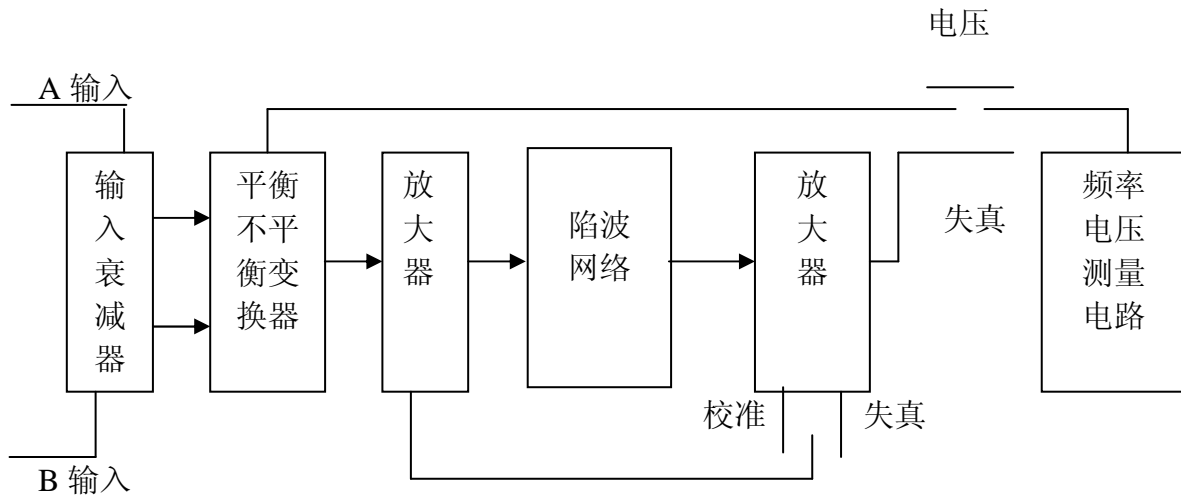 电压
A 输入
输
入
衰
减
器
平衡
不平
衡变
换器
放
大
器
陷波
网络
放
大
器
失真
频率
电压
测量
电路
校准
失真
B 输入